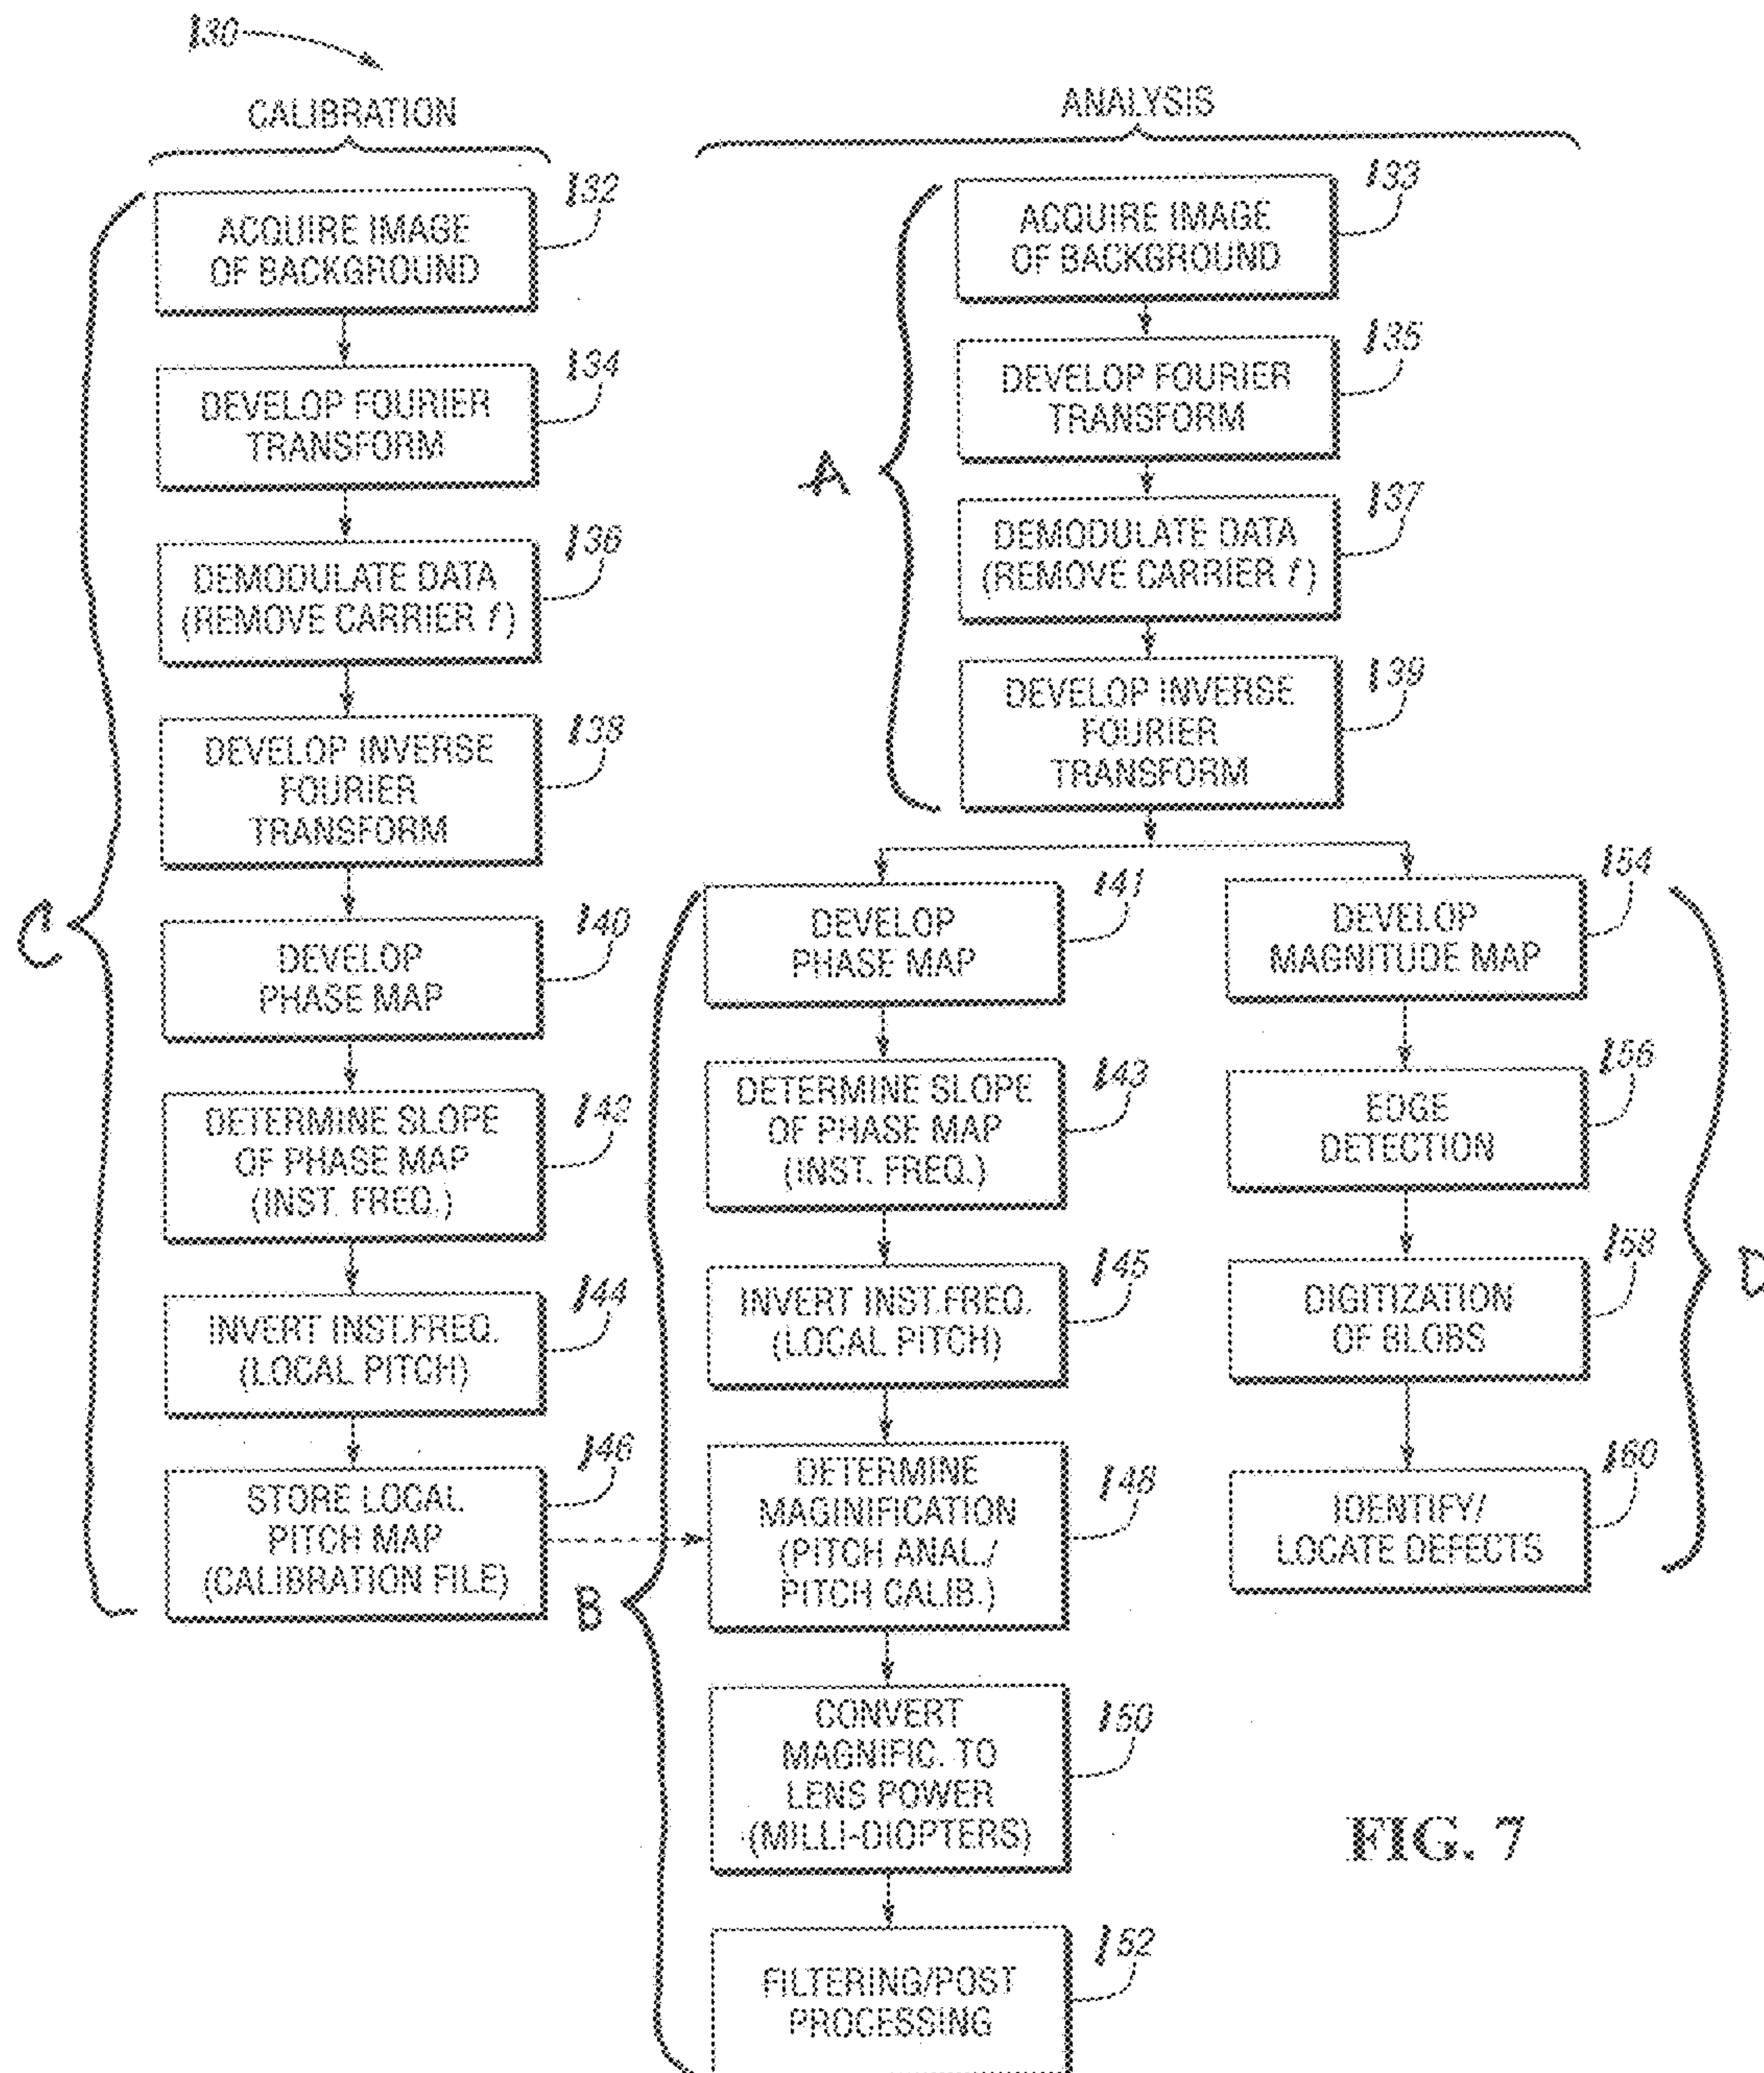 130
CALIBRATION
132
ACQUIRE IMAGE
OF BACKGROUND
134
DEVELOP FOURIER
TRANSFORM
136
DEMODULATE DATA
(REMOVE CARRIER f)
138
DEVELOP INVERSE
FOURIER
TRANSFORM
C
140
DEVELOP
PHASE MAP
142
DETERMINE SLOPE
OF PHASE MAP
(INST. FREQ.)
144
INVERT INST.FREQ.
(LOCAL PITCH)
146
STORE LOCAL
PITCH MAP
(CALIBRATION FILE)
ANALYSIS
133
ACQUIRE IMAGE
OF BACKGROUND
135
DEVELOP FOURIER
TRANSFORM
A
137
DEMODULATE DATA
(REMOVE CARRIER f)
139
DEVELOP INVERSE
FOURIER
TRANSFORM
141
DEVELOP
PHASE MAP
143
DETERMINE SLOPE
OF PHASE MAP
(INST. FREQ.)
145
INVERT INST.FREQ.
(LOCAL PITCH)
148
DETERMINE
MAGINIFICATION
(PITCH ANAL./
PITCH CALIB.)
B
150
CONVERT
MAGNIFIC. TO
LENS POWER
(MILLI-DIOPTERS)
152
FILTERING/POST
PROCESSING
154
DEVELOP
MAGNITUDE MAP
156
EDGE
DETECTION
D
158
DIGITIZATION
OF BLOBS
160
IDENTIFY/
LOCATE DEFECTS
FIG. 7